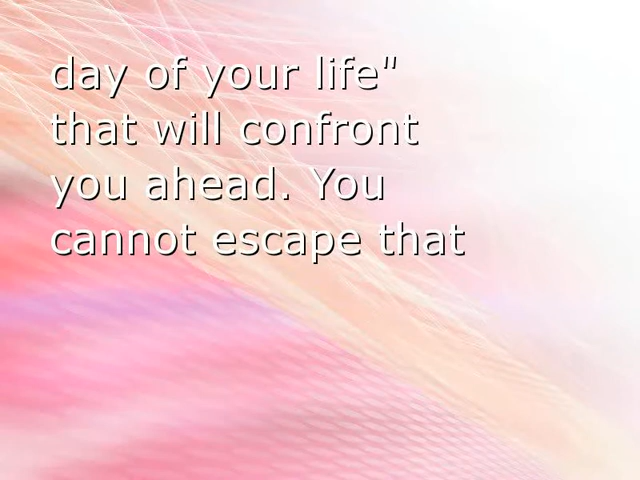 day of your life"
that will confront
you ahead. You
cannot escape that